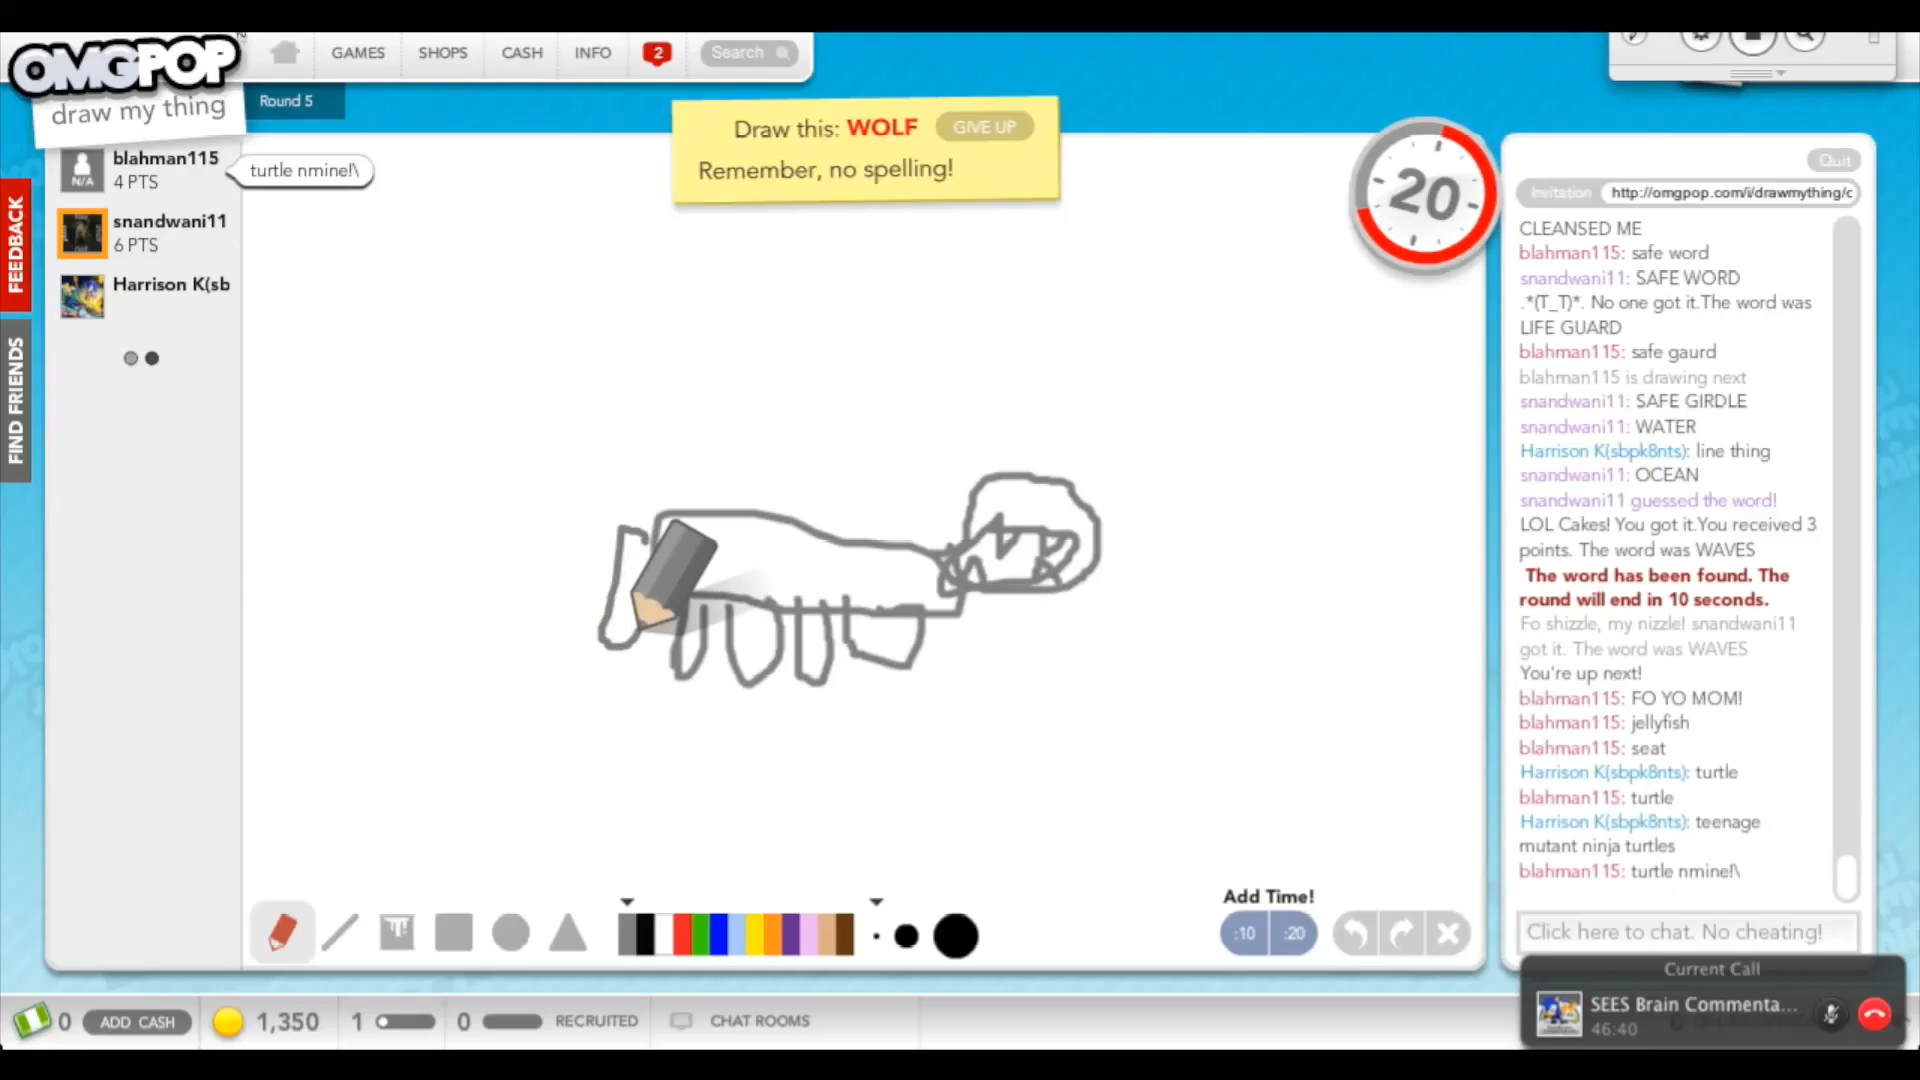 OMGPOP
draw my thing
GAMES
SHOPS
CASH
INFO
2
Search
Round 5
FEEDBACK
FIND FRIENDS
blahman115
4 PTS
N/A
turtle nmine!\
snandwani11
6 PTS
Harrison K(sb
Draw this: WOLF
GIVE UP
Remember, no spelling!
20
Quit
Invitation
http://omgpop.com/i/drawmything/c
CLEANSED ME
blahman115: safe word
snandwani11: SAFE WORD
.*(T_T)*. No one got it.The word was
LIFE GUARD
blahman115: safe gaurd
blahman115 is drawing next
snandwani11: SAFE GIRDLE
snandwani11: WATER
Harrison K(sbpk8nts): line thing
snandwani11: OCEAN
snandwani11 guessed the word!
LOL Cakes! You got it.You received 3
points. The word was WAVES
The word has been found. The
round will end in 10 seconds.
Fo shizzle, my nizzle! snandwani11
got it. The word was WAVES
You're up next!
blahman115: FO YO MOM!
blahman115: jellyfish
blahman115: seat
Harrison K(sbpk8nts): turtle
blahman115: turtle
Harrison K(sbpk8nts): teenage
mutant ninja turtles
blahman115: turtle nmine!\
Click here to chat. No cheating!
Add Time!
:10
:20
Current Call
SEES Brain Commenta...
46:40
0
ADD CASH
1,350
1
0
RECRUITED
CHAT ROOMS